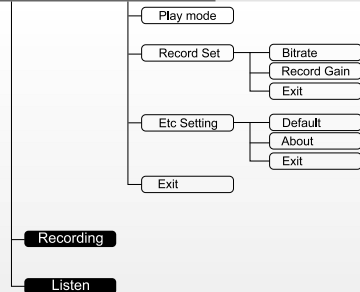 Play mode
Record Set
Bitrate
Record Gain
Exit
Etc Setting
Default
About
Exit
Exit
Recording
Listen